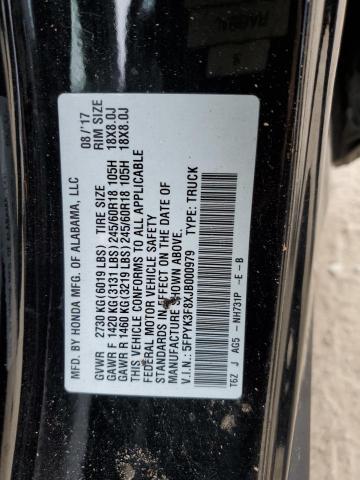 MFD. BY HONDA MFG. OF ALABAMA, LLC 08/'17
GVWR 2730 KG(6019 LBS) TIRE SIZE RIM SIZE
GAWR F 1420 KG(3131 LBS) 245/60R18 105H 18X8.0J
GAWR R 1460 KG(3219 LBS) 245/60R18 105H 18X8.0J
THIS VEHICLE CONFORMS TO ALL APPLICABLE
FEDERAL MOTOR VEHICLE SAFETY
STANDARDS IN EFFECT ON THE DATE OF
MANUFACTURE SHOWN ABOVE.
V.I.N.: 5FPYK3F8XJB000979 TYPE: TRUCK
T6Z J AG5 - NH731P -E -B